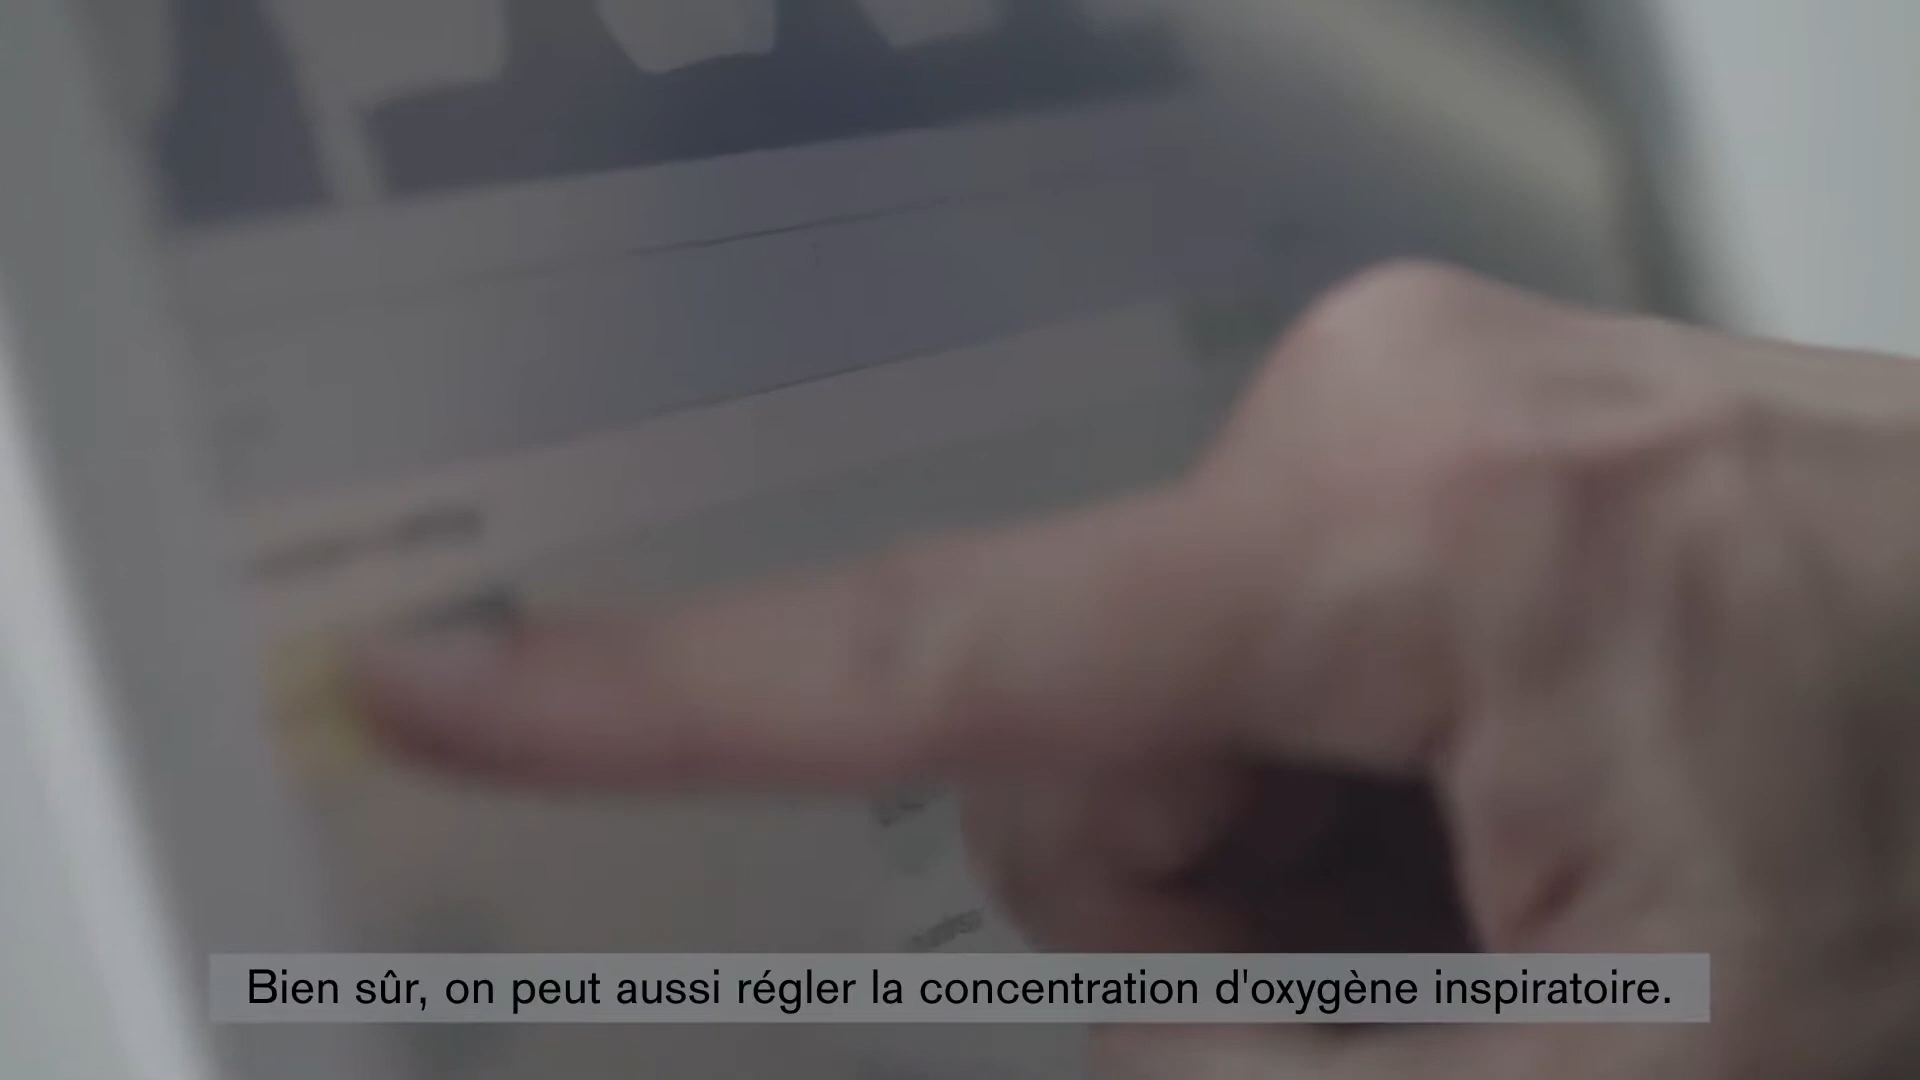 Bien sûr, on peut aussi régler la concentration d'oxygène inspiratoire.